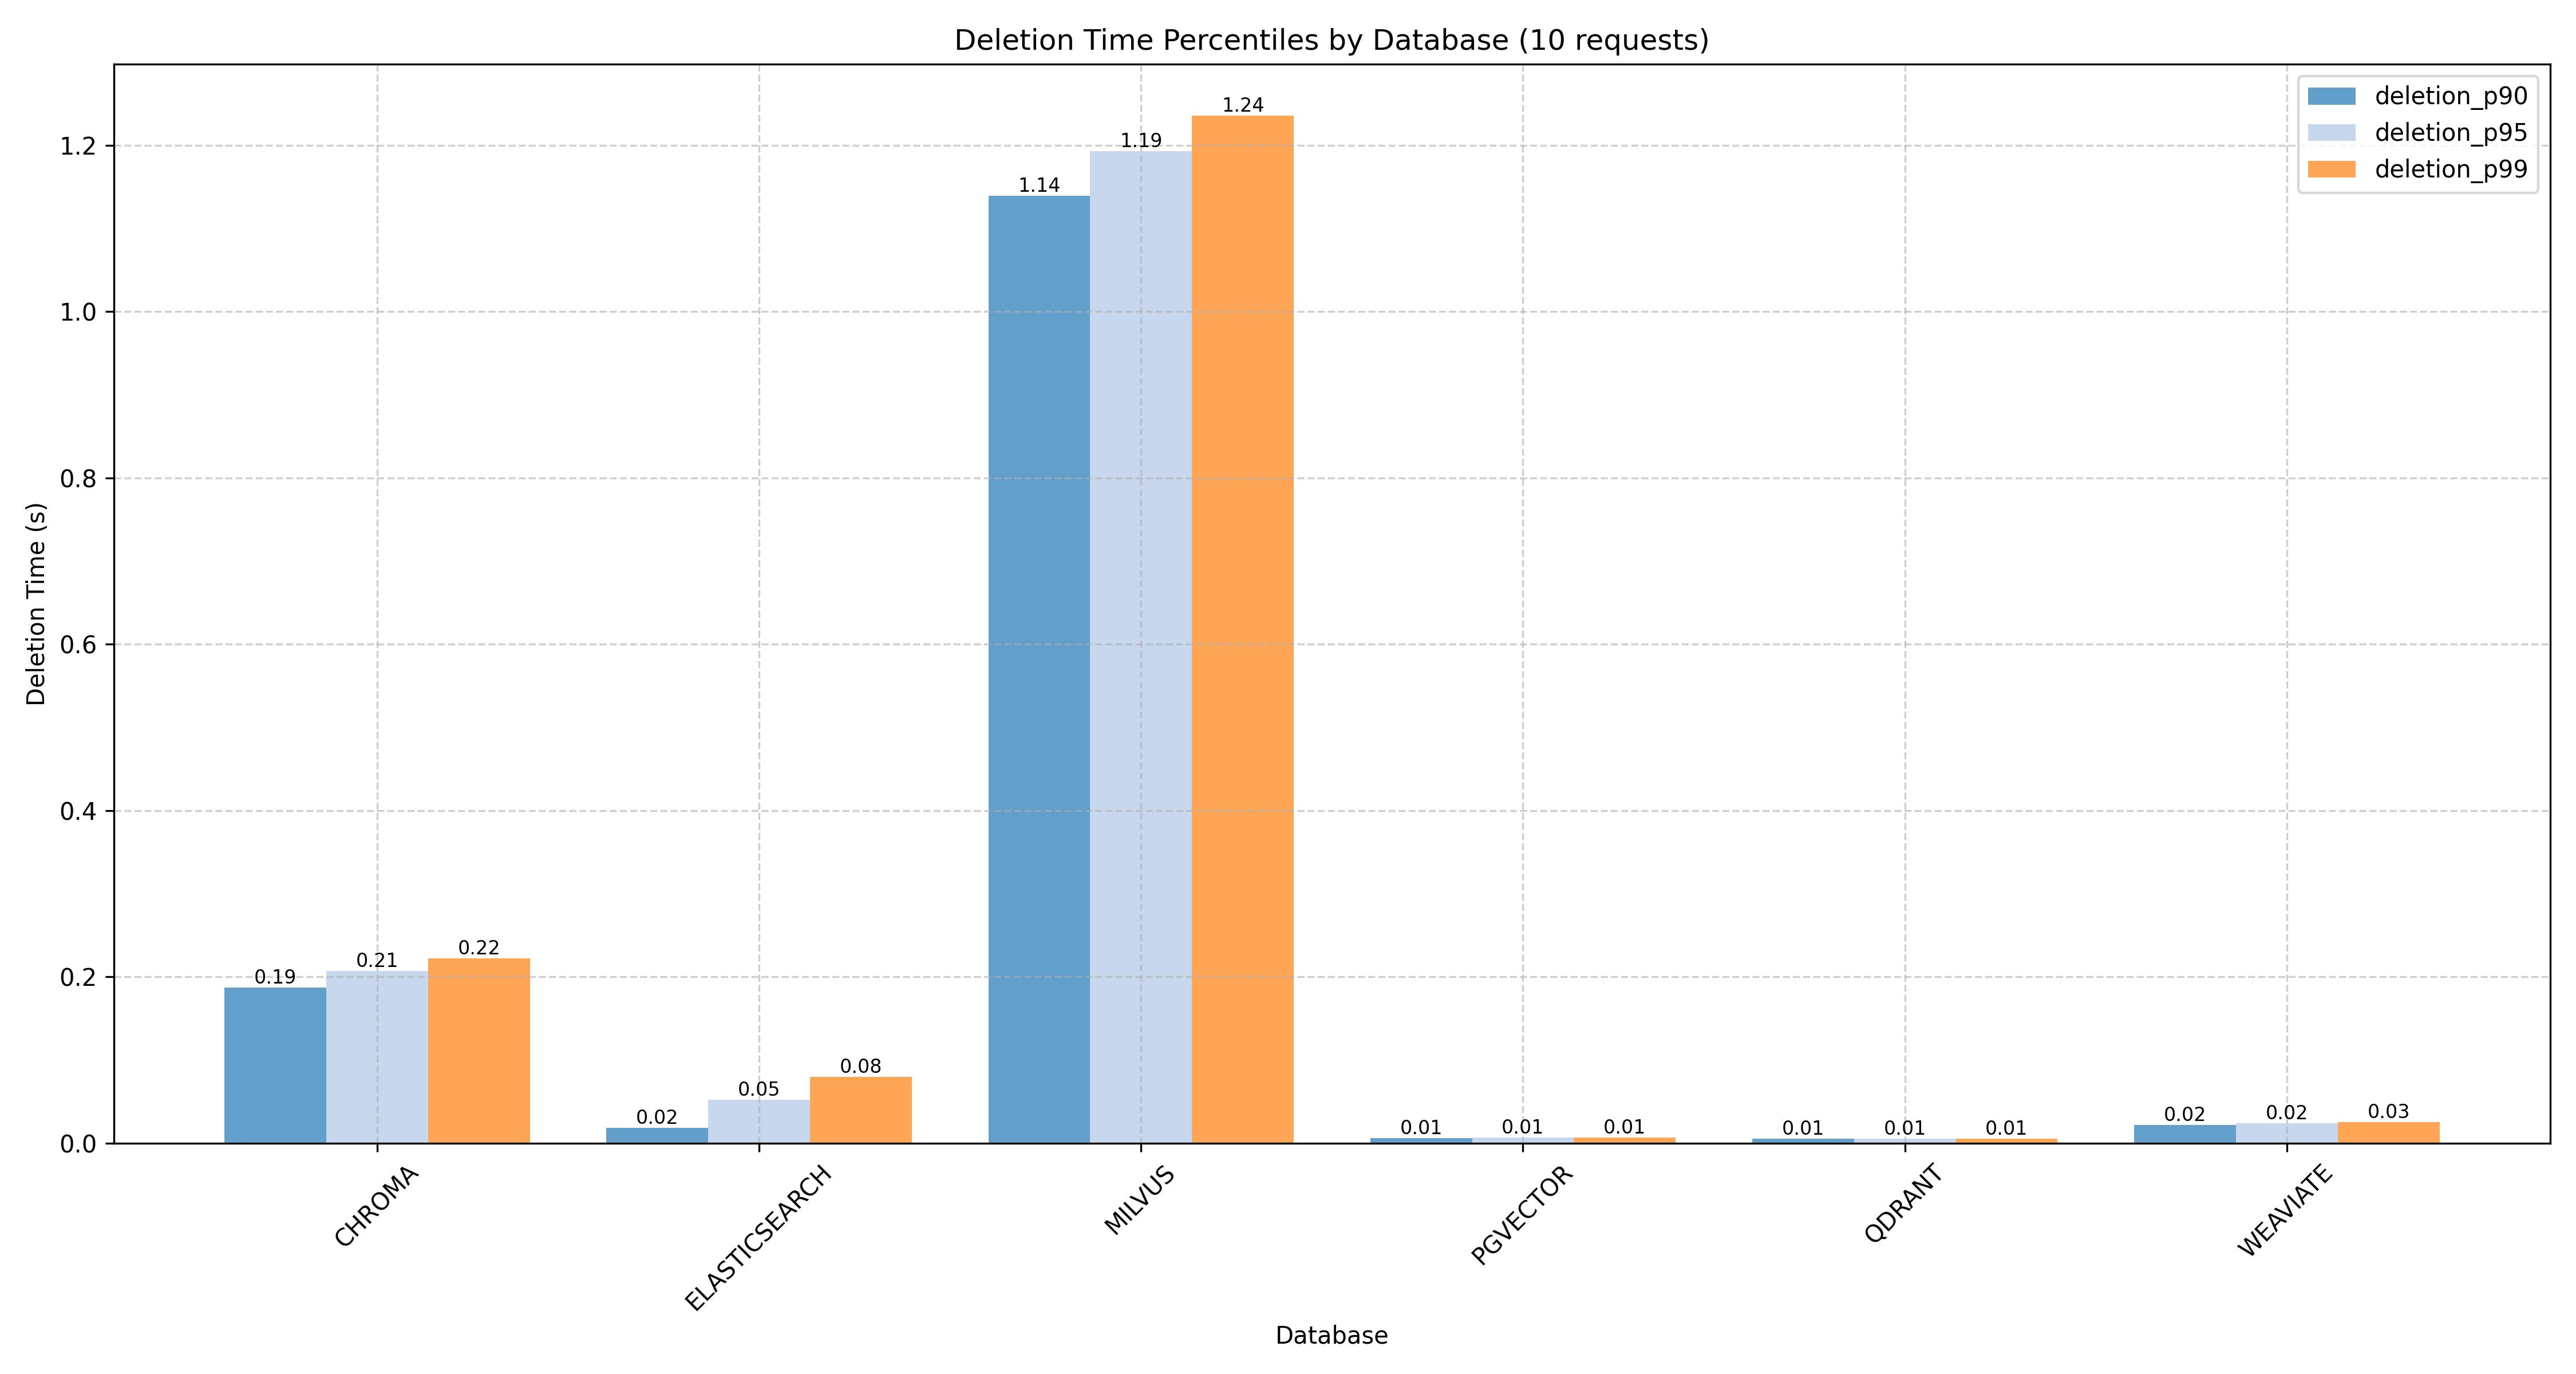 Deletion Time Percentiles by Database (10 requests)
deletion_p90
deletion_p95
deletion_p99
Deletion Time (s)
1.2
1.0
0.8
0.6
0.4
0.2
0.0
0.19
0.21
0.22
0.02
0.05
0.08
1.14
1.19
1.24
0.01
0.01
0.01
0.01
0.01
0.01
0.02
0.02
0.03
CHROMA
ELASTICSEARCH
MILVUS
PGVECTOR
QDRANT
WEAVIATE
Database